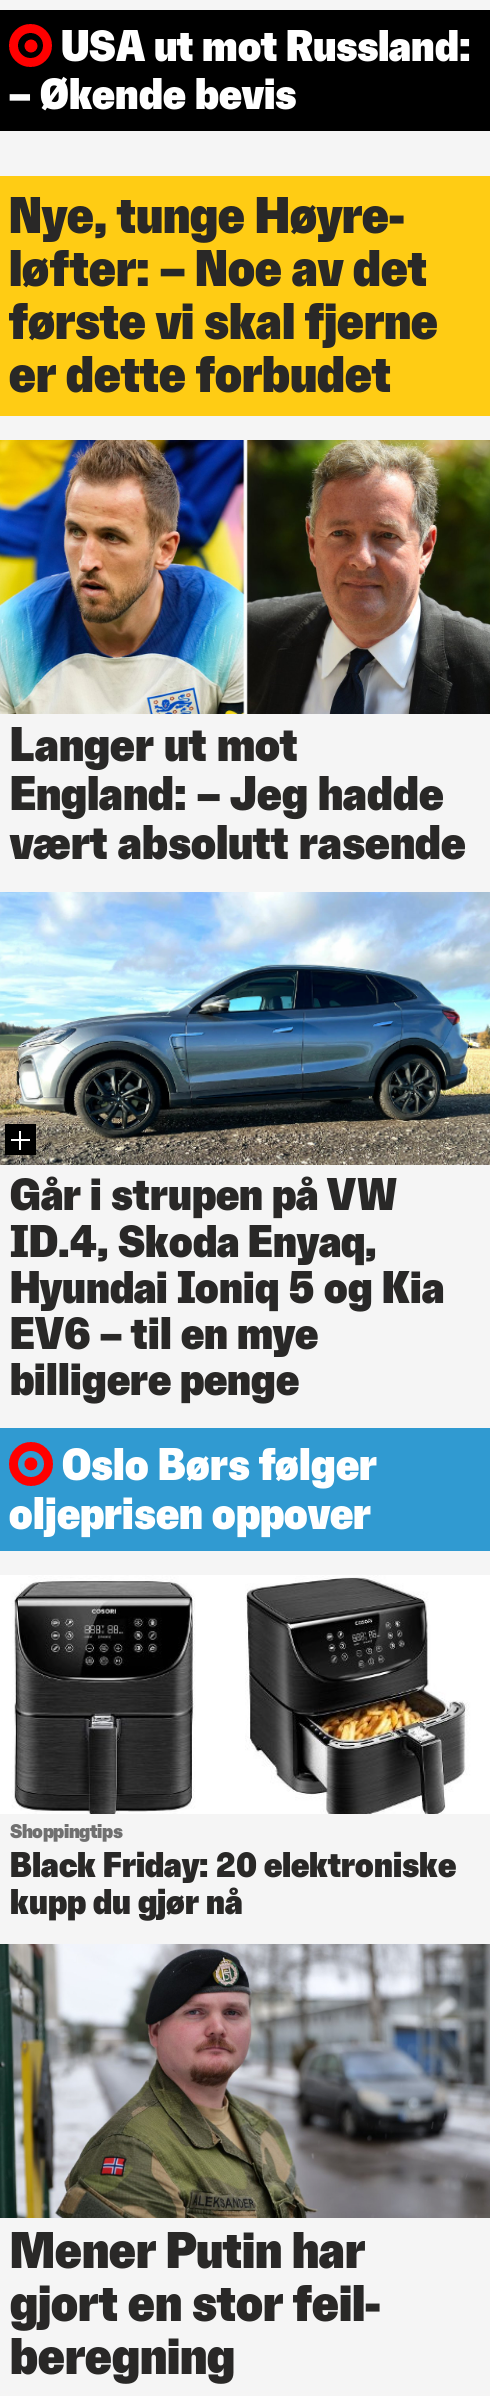 USA ut mot Russland:
– Økende bevis
Nye, tunge Høyre-
løfter: – Noe av det
første vi skal fjerne
er dette forbudet
Langer ut mot
England: – Jeg hadde
vært absolutt rasende
Går i strupen på VW
ID.4, Skoda Enyaq,
Hyundai Ioniq 5 og Kia
EV6 – til en mye
billigere penge
Oslo Børs følger
oljeprisen oppover
COSORI
COSORI
Shoppingtips
Black Friday: 20 elektroniske
kupp du gjør nå
ALEKSANDER
Mener Putin har
gjort en stor feil-
beregning